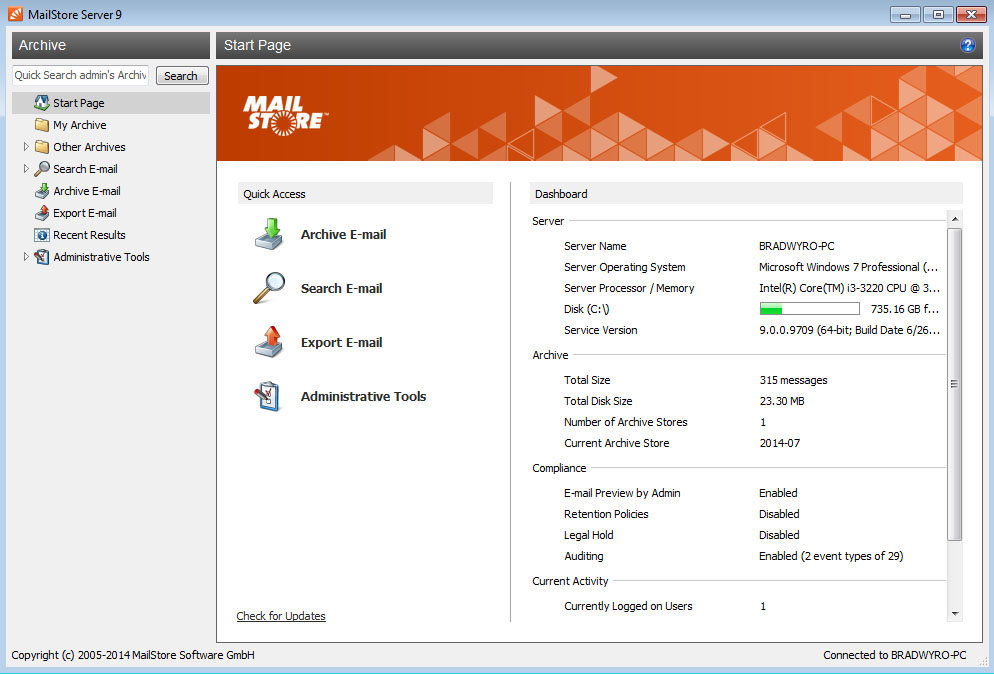 MailStore Server 9
Archive
Start Page
Quick Search admin's Archiv
Search
Start Page
My Archive
Other Archives
Search E-mail
Archive E-mail
Export E-mail
Recent Results
Administrative Tools
MAIL
STORE™
Quick Access
Archive E-mail
Search E-mail
Export E-mail
Administrative Tools
Check for Updates
Dashboard
Server
Server Name BRADWYRO-PC
Server Operating System Microsoft Windows 7 Professional (...
Server Processor / Memory Intel(R) Core(TM) i3-3220 CPU @ 3...
Disk (C:\) 735.16 GB f...
Service Version 9.0.0.9709 (64-bit; Build Date 6/26...
Archive
Total Size 315 messages
Total Disk Size 23.30 MB
Number of Archive Stores 1
Current Archive Store 2014-07
Compliance
E-mail Preview by Admin Enabled
Retention Policies Disabled
Legal Hold Disabled
Auditing Enabled (2 event types of 29)
Current Activity
Currently Logged on Users 1
Copyright (c) 2005-2014 MailStore Software GmbH
Connected to BRADWYRO-PC